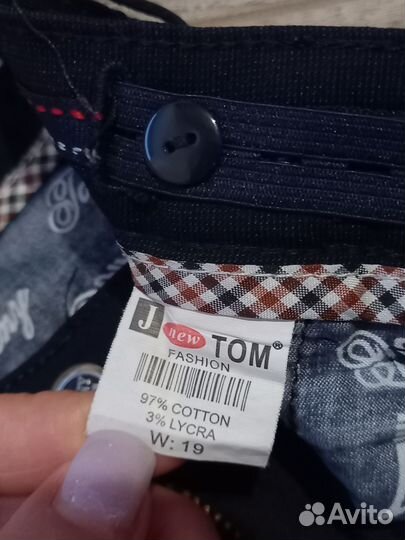 J new TOM®
FASHION
97% COTTON
3% LYCRA
W: 19
Avito